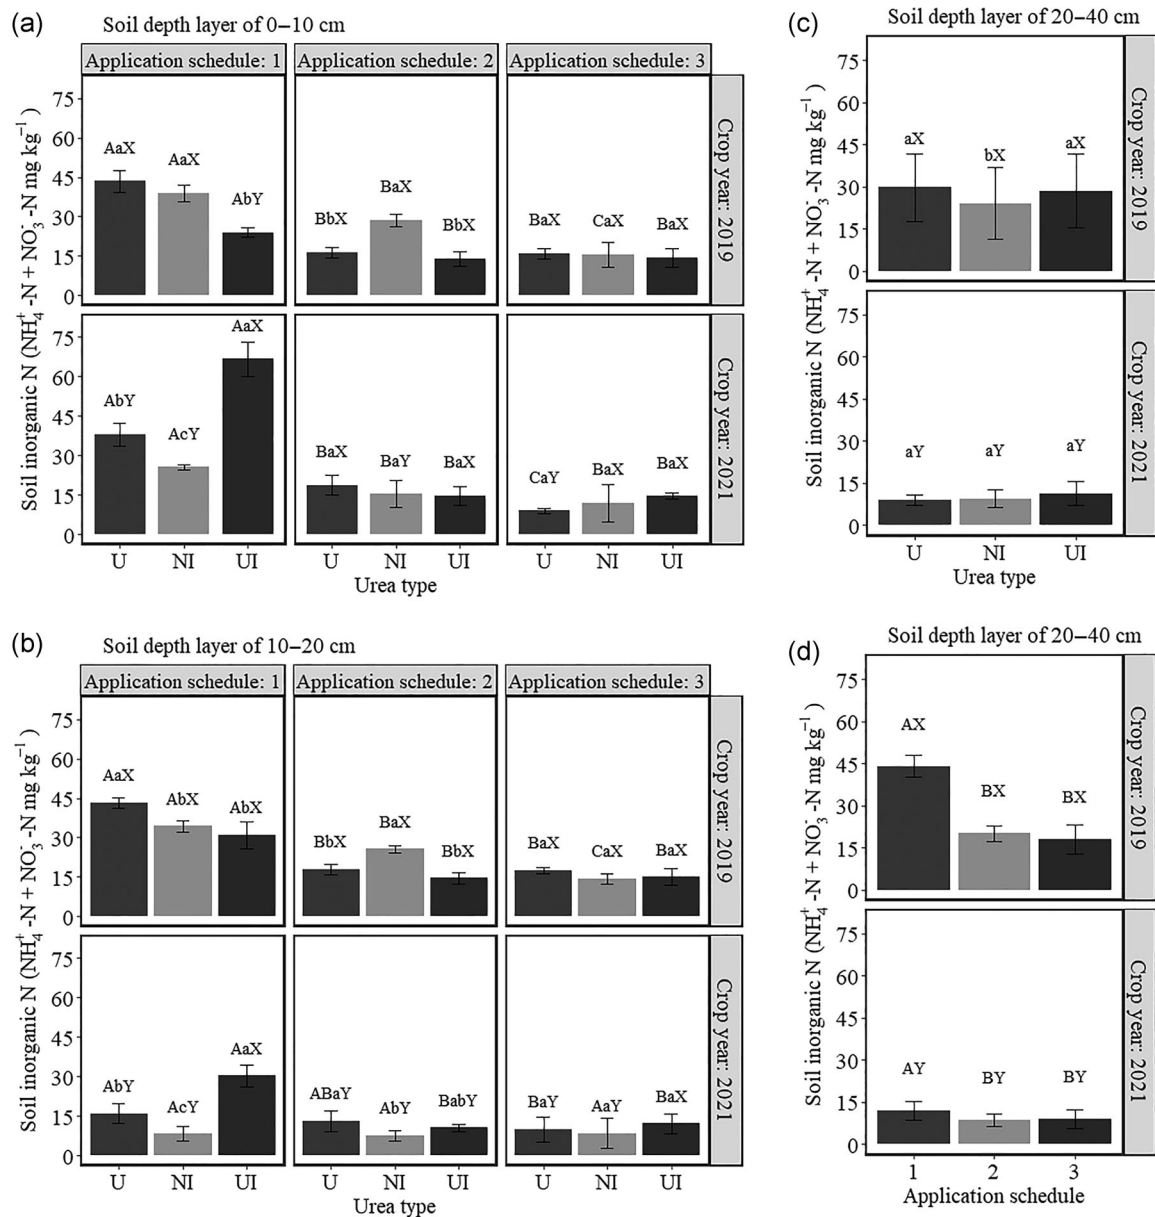 (a) Soil depth layer of 0–10 cm
Application schedule: 1 Application schedule: 2 Application schedule: 3
Soil inorganic N (NH₄⁺ -N + NO₃⁻ -N mg kg⁻¹ )
75
60
45
30
15
0
AaX AaX AbY
BbX BaX BbX
BaX CaX BaX
Crop year: 2019
75
60
45
30
15
0
AbY AcY AaX
BaX BaY BaX
CaY BaX BaX
Crop year: 2021
U NI UI U NI UI U NI UI
Urea type
(b) Soil depth layer of 10–20 cm
Application schedule: 1 Application schedule: 2 Application schedule: 3
Soil inorganic N (NH₄⁺ -N + NO₃⁻ -N mg kg⁻¹ )
75
60
45
30
15
0
AaX AbX AbX
BbX BaX BbX
BaX CaX BaX
Crop year: 2019
75
60
45
30
15
0
AbY AcY AaX
ABaY AbY BabY
BaY AaY BaX
Crop year: 2021
U NI UI U NI UI U NI UI
Urea type
(c) Soil depth layer of 20–40 cm
Soil inorganic N (NH₄⁺ -N + NO₃⁻ -N mg kg⁻¹ )
75
60
45
30
15
0
aX bX aX
Crop year: 2019
75
60
45
30
15
0
aY aY aY
Crop year: 2021
U NI UI
Urea type
(d) Soil depth layer of 20–40 cm
Soil inorganic N (NH₄⁺ -N + NO₃⁻ -N mg kg⁻¹ )
75
60
45
30
15
0
AX BX BX
Crop year: 2019
75
60
45
30
15
0
AY BY BY
Crop year: 2021
1 2 3
Application schedule